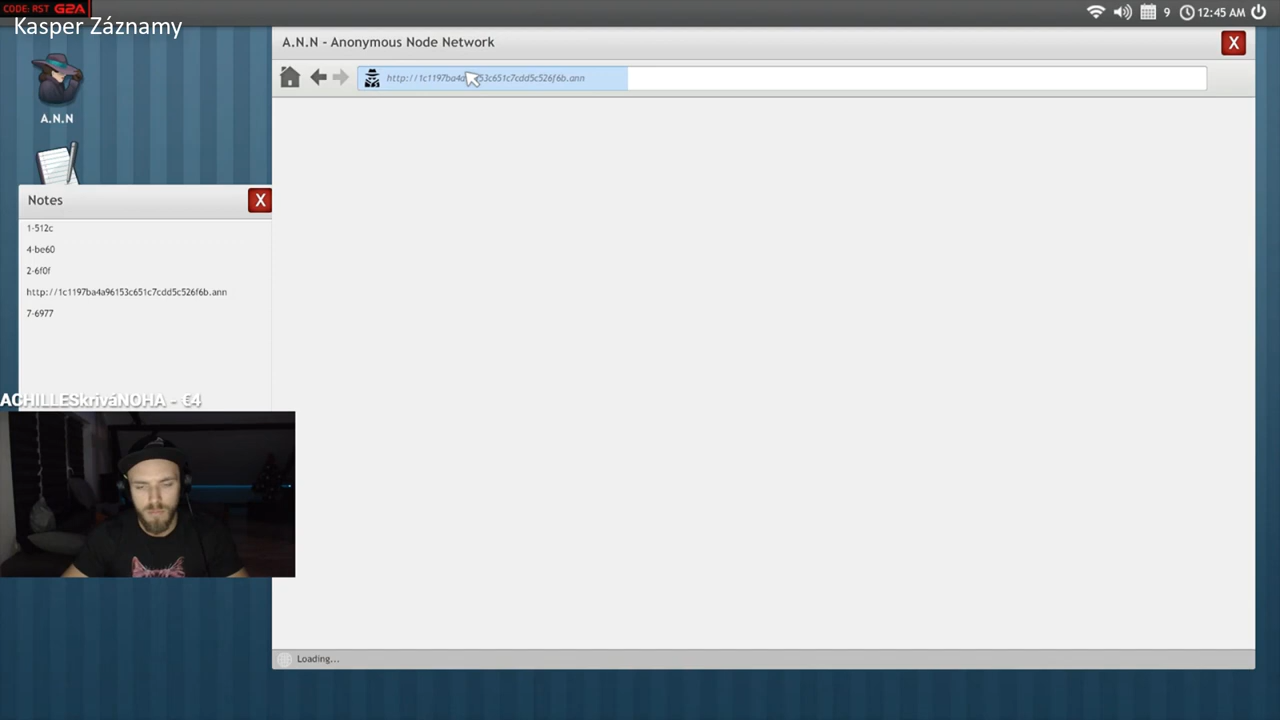 CODE: RST G2A
Kasper Záznamy
9
12:45 AM
A.N.N
A.N.N - Anonymous Node Network
X
Notes
X
1-512c
4-be60
2-6f0f
http://1c1197ba4a96153c651c7cdd5c526f6b.ann
7-6977
ACHILLESkriváNOHA - €4
Loading...